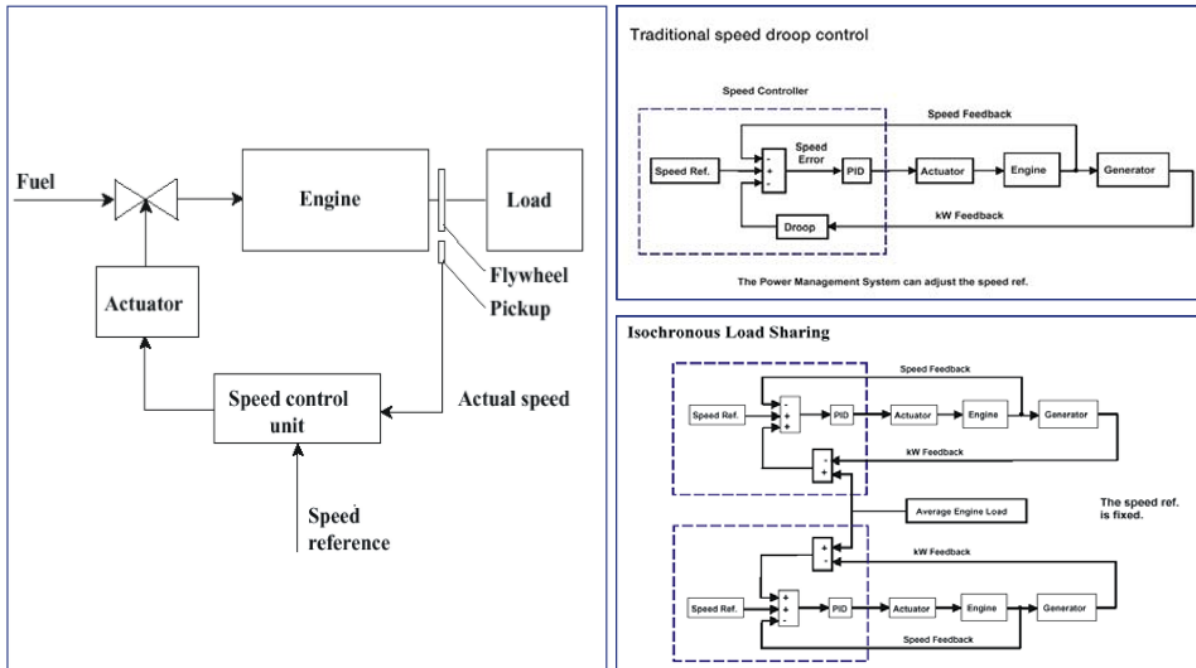 Fuel
Engine
Load
Flywheel
Pickup
Actuator
Speed control
unit
Actual speed
Speed
reference
Traditional speed droop control
Speed Controller
Speed Feedback
Speed
Error
-
+
-
Speed Ref.
PID
Actuator
Engine
Generator
kW Feedback
Droop
The Power Management System can adjust the speed ref.
Isochronous Load Sharing
Speed Feedback
-
+
+
Speed Ref.
PID
Actuator
Engine
Generator
kW Feedback
-
+
Average Engine Load
The speed ref.
is fixed.
+
-
kW Feedback
+
+
-
Speed Ref.
PID
Actuator
Engine
Generator
Speed Feedback